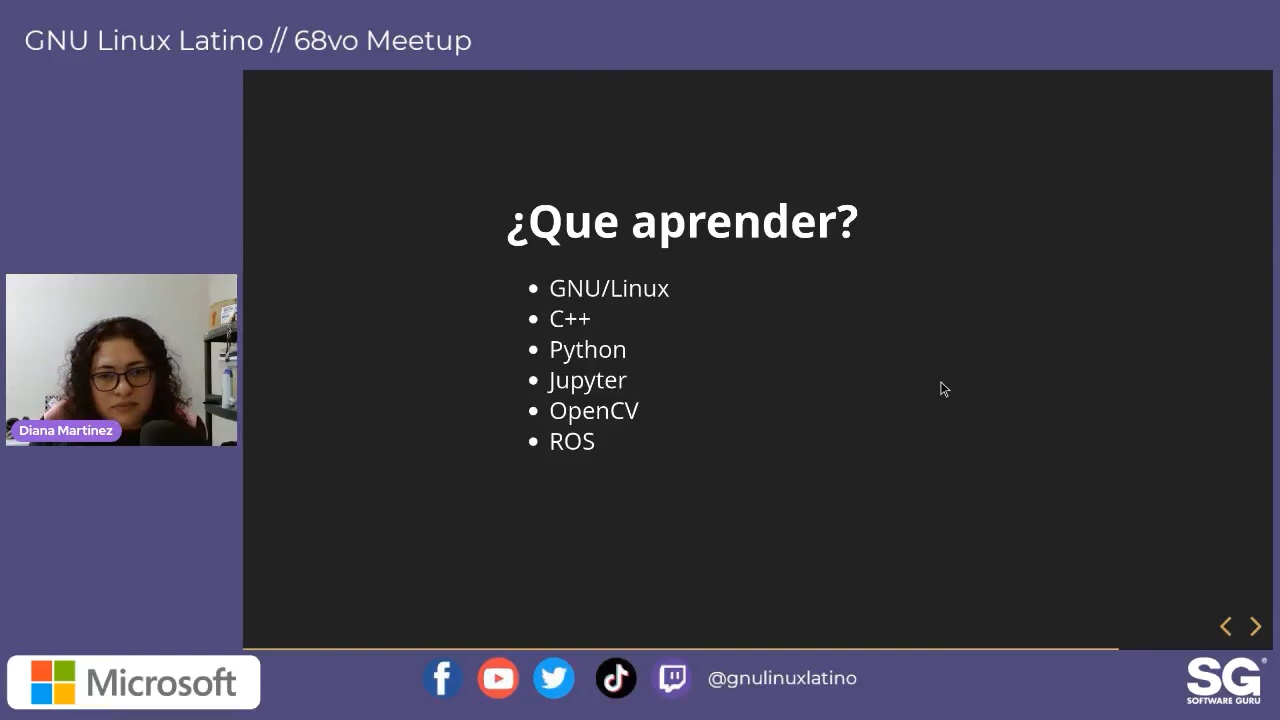 GNU Linux Latino // 68vo Meetup
¿Que aprender?
GNU/Linux
C++
Python
Jupyter
OpenCV
ROS
Diana Martínez
Microsoft
@gnulinuxlatino
SG®
SOFTWARE GURU